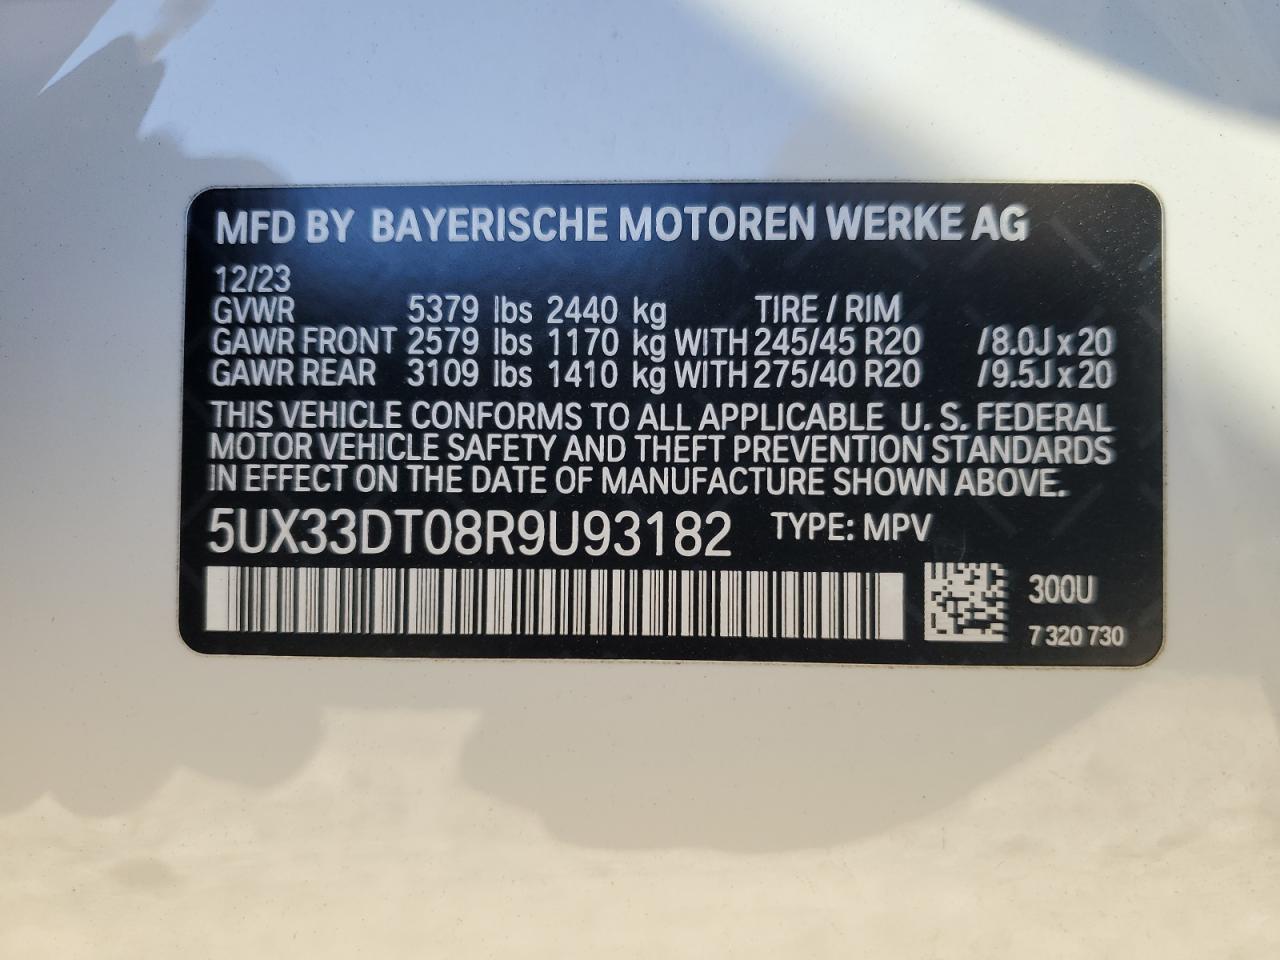 MFD BY BAYERISCHE MOTOREN WERKE AG
12/23
GVWR 5379 lbs 2440 kg TIRE / RIM
GAWR FRONT 2579 lbs 1170 kg WITH 245/45 R20 /8.0J x 20
GAWR REAR 3109 lbs 1410 kg WITH 275/40 R20 /9.5J x 20
THIS VEHICLE CONFORMS TO ALL APPLICABLE U. S. FEDERAL
MOTOR VEHICLE SAFETY AND THEFT PREVENTION STANDARDS
IN EFFECT ON THE DATE OF MANUFACTURE SHOWN ABOVE.
5UX33DT08R9U93182 TYPE: MPV
300U
7 320 730